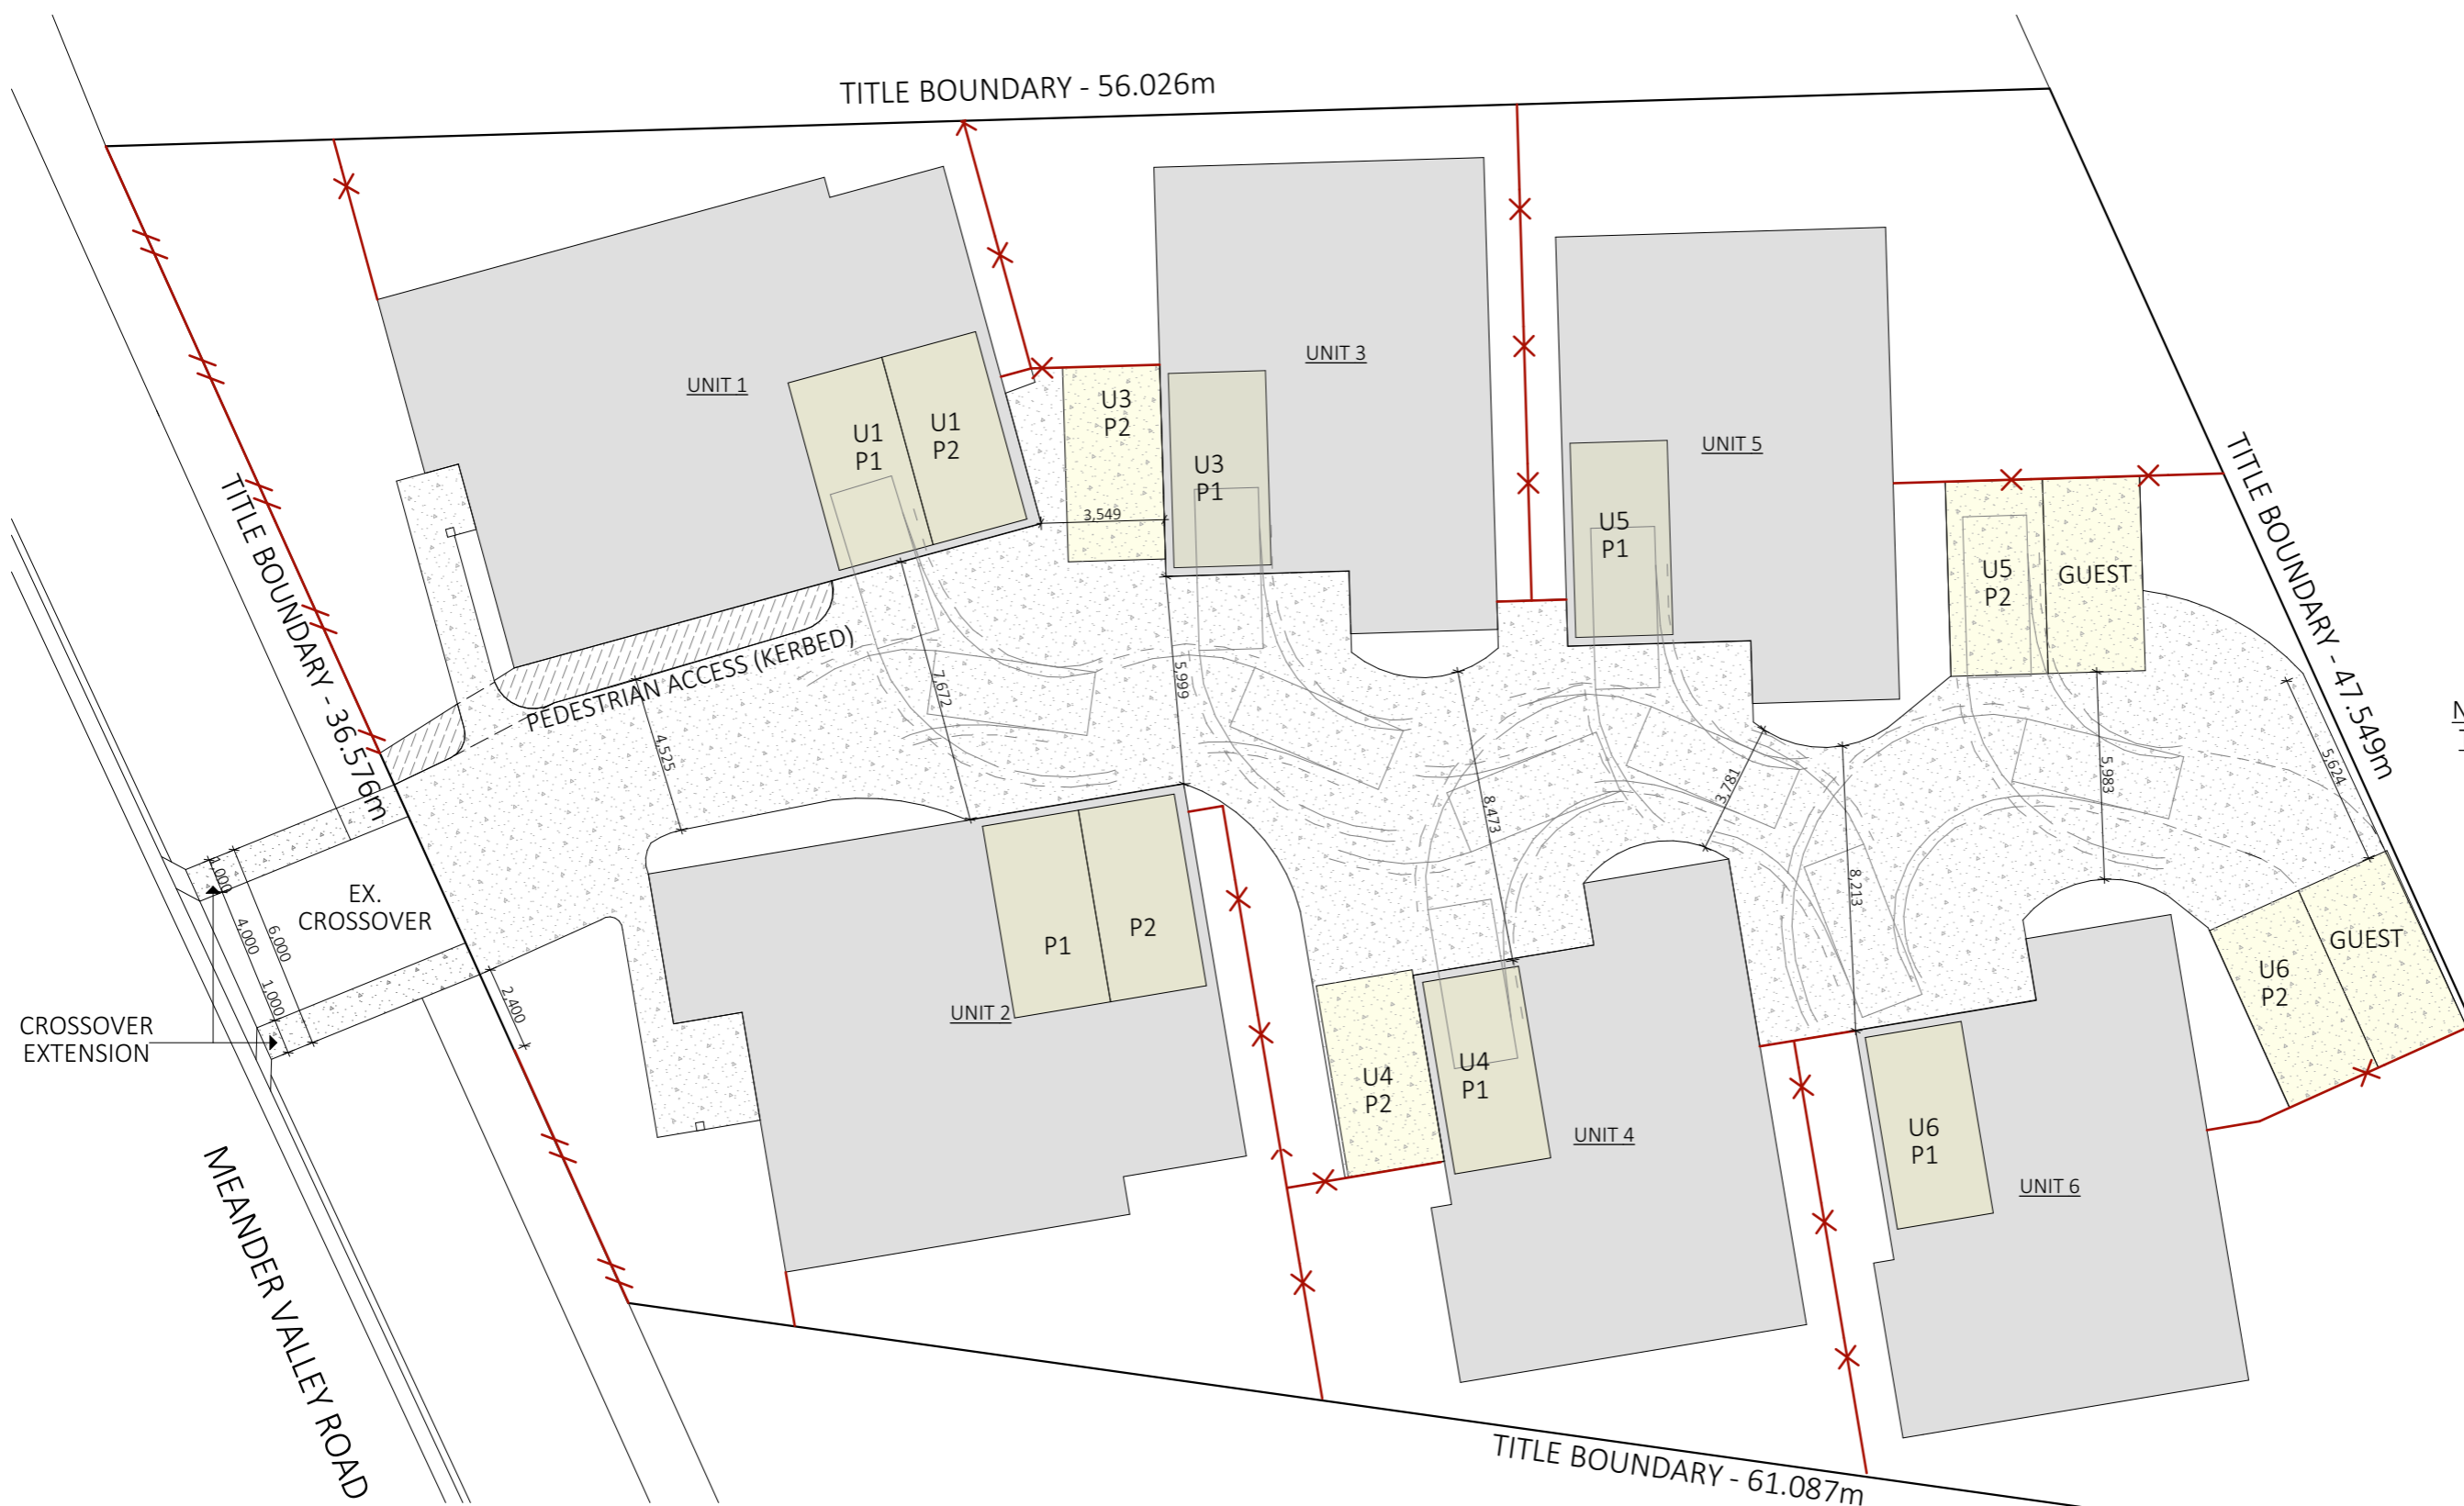 TITLE BOUNDARY - 56.026m
UNIT 1
U1
P1
U1
P2
U3
P2
3,549
UNIT 3
U3
P1
UNIT 5
U5
P1
U5
P2
GUEST
TITLE BOUNDARY - 47.549m
TITLE BOUNDARY - 36.576m
PEDESTRIAN ACCESS (KERBED)
4,525
7,672
5,999
8,473
3,781
8,213
5,983
5,624
1,000
4,000
6,000
1,000
EX.
CROSSOVER
2,400
CROSSOVER
EXTENSION
P1
P2
UNIT 2
U4
P2
U4
P1
UNIT 4
U6
P1
UNIT 6
U6
P2
GUEST
MEANDER VALLEY ROAD
TITLE BOUNDARY - 61.087m